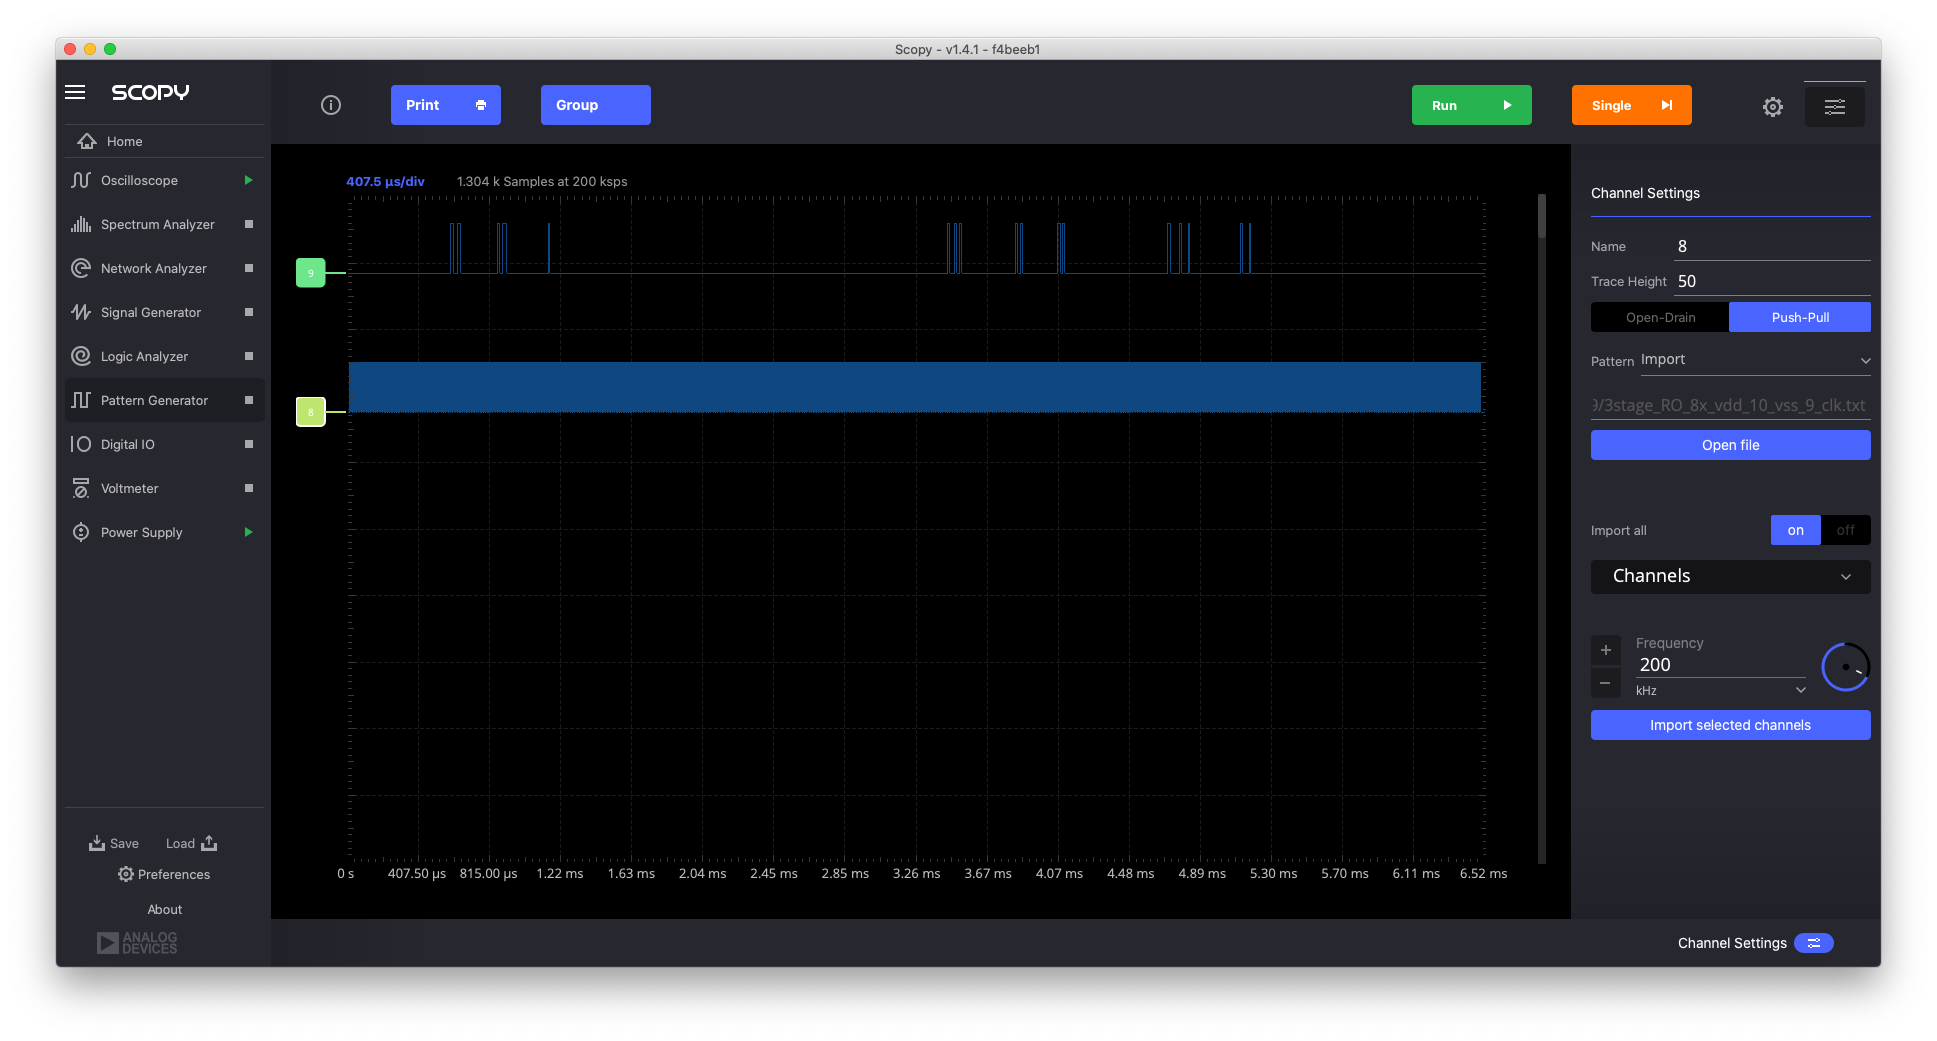 Scopy - v1.4.1 - f4beeb1
SCOPY
Home
Oscilloscope
Spectrum Analyzer
Network Analyzer
Signal Generator
Logic Analyzer
Pattern Generator
Digital IO
Voltmeter
Power Supply
Save Load
Preferences
About
ANALOG
DEVICES
Print Group Run Single
407.5 µs/div 1.304 k Samples at 200 ksps
9
8
0 s 407.50 µs 815.00 µs 1.22 ms 1.63 ms 2.04 ms 2.45 ms 2.85 ms 3.26 ms 3.67 ms 4.07 ms 4.48 ms 4.89 ms 5.30 ms 5.70 ms 6.11 ms 6.52 ms
Channel Settings
Name 8
Trace Height 50
Open-Drain Push-Pull
Pattern Import
/3stage_RO_8x_vdd_10_vss_9_clk.txt
Open file
Import all on off
Channels
Frequency
+ 200
- kHz
Import selected channels
Channel Settings